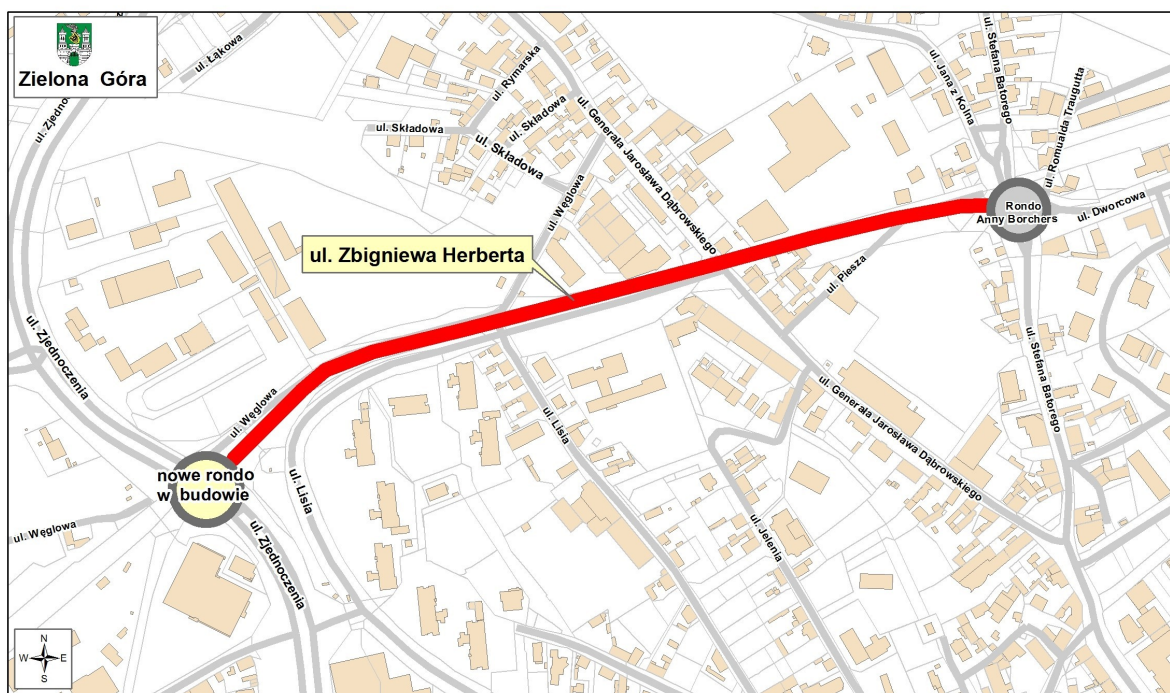 Zielona Góra
ul. Łąkowa
ul. Rymarska
ul. Składowa
ul. Składowa
ul. Składowa
ul. Generała Jarosława Dąbrowskiego
ul. Jana z Kolna
ul. Stefana Batorego
ul. Romualda Traugutta
ul. Węglowa
Rondo
Anny Borchers
ul. Dworcowa
ul. Zbigniewa Herberta
ul. Piesza
ul. Zjednoczenia
ul. Węglowa
ul. Lisia
ul. Generała Jarosława Dąbrowskiego
ul. Stefana Batorego
nowe rondo
w budowie
ul. Lisia
ul. Węglowa
ul. Zjednoczenia
ul. Jelenia
N
W E
S